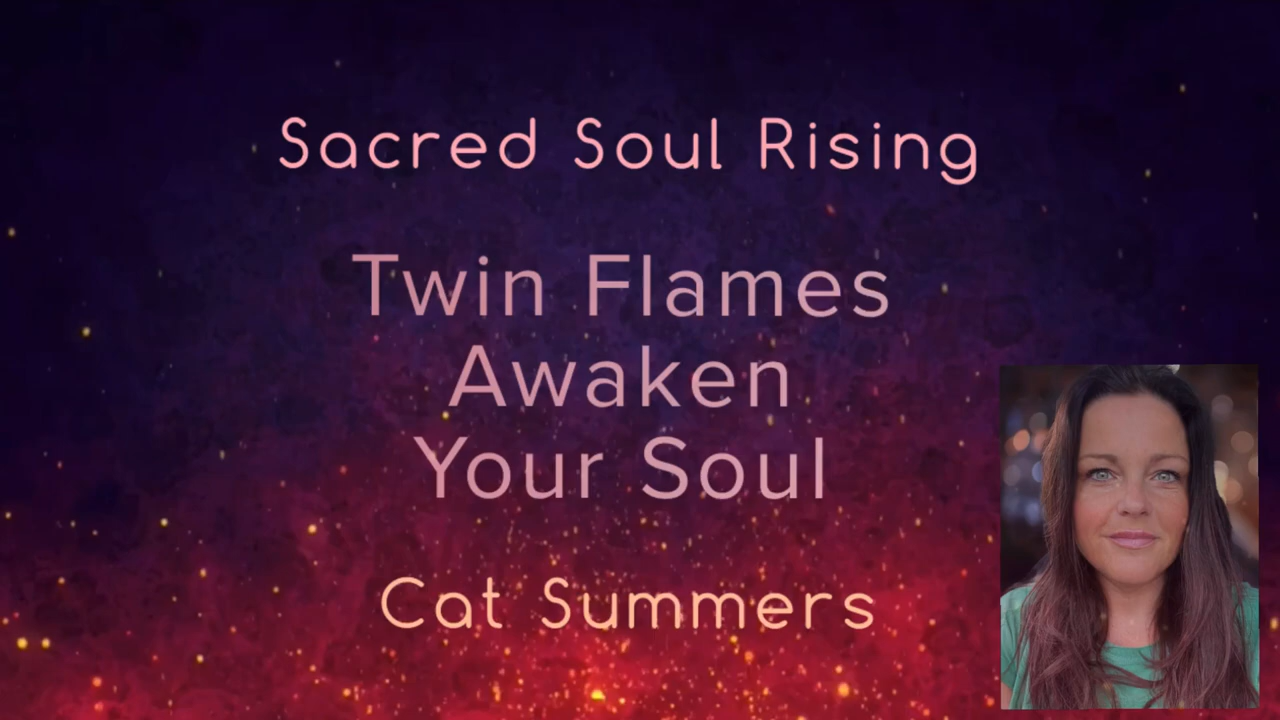 Sacred Soul Rising
Twin Flames
Awaken
Your Soul
Cat Summers